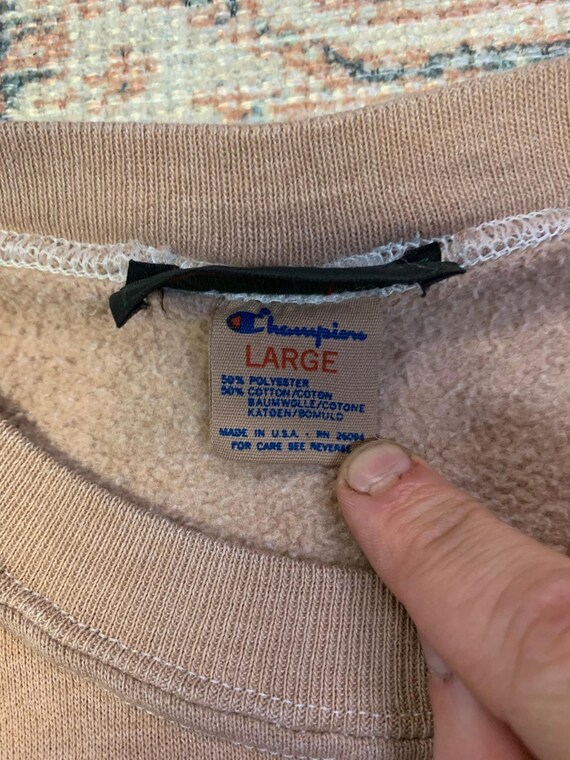 Champion
LARGE
50% POLYESTER
50% COTTON/COTON
BAUMWOLLE/COTONE
KATOEN/BOMULD
MADE IN U.S.A. - RN 26094
FOR CARE SEE REVERSE